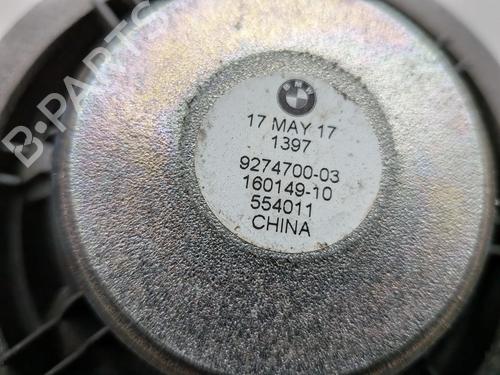 BMW
17 MAY 17
1397
9274700-03
160149-10
554011
CHINA
B-PARTS